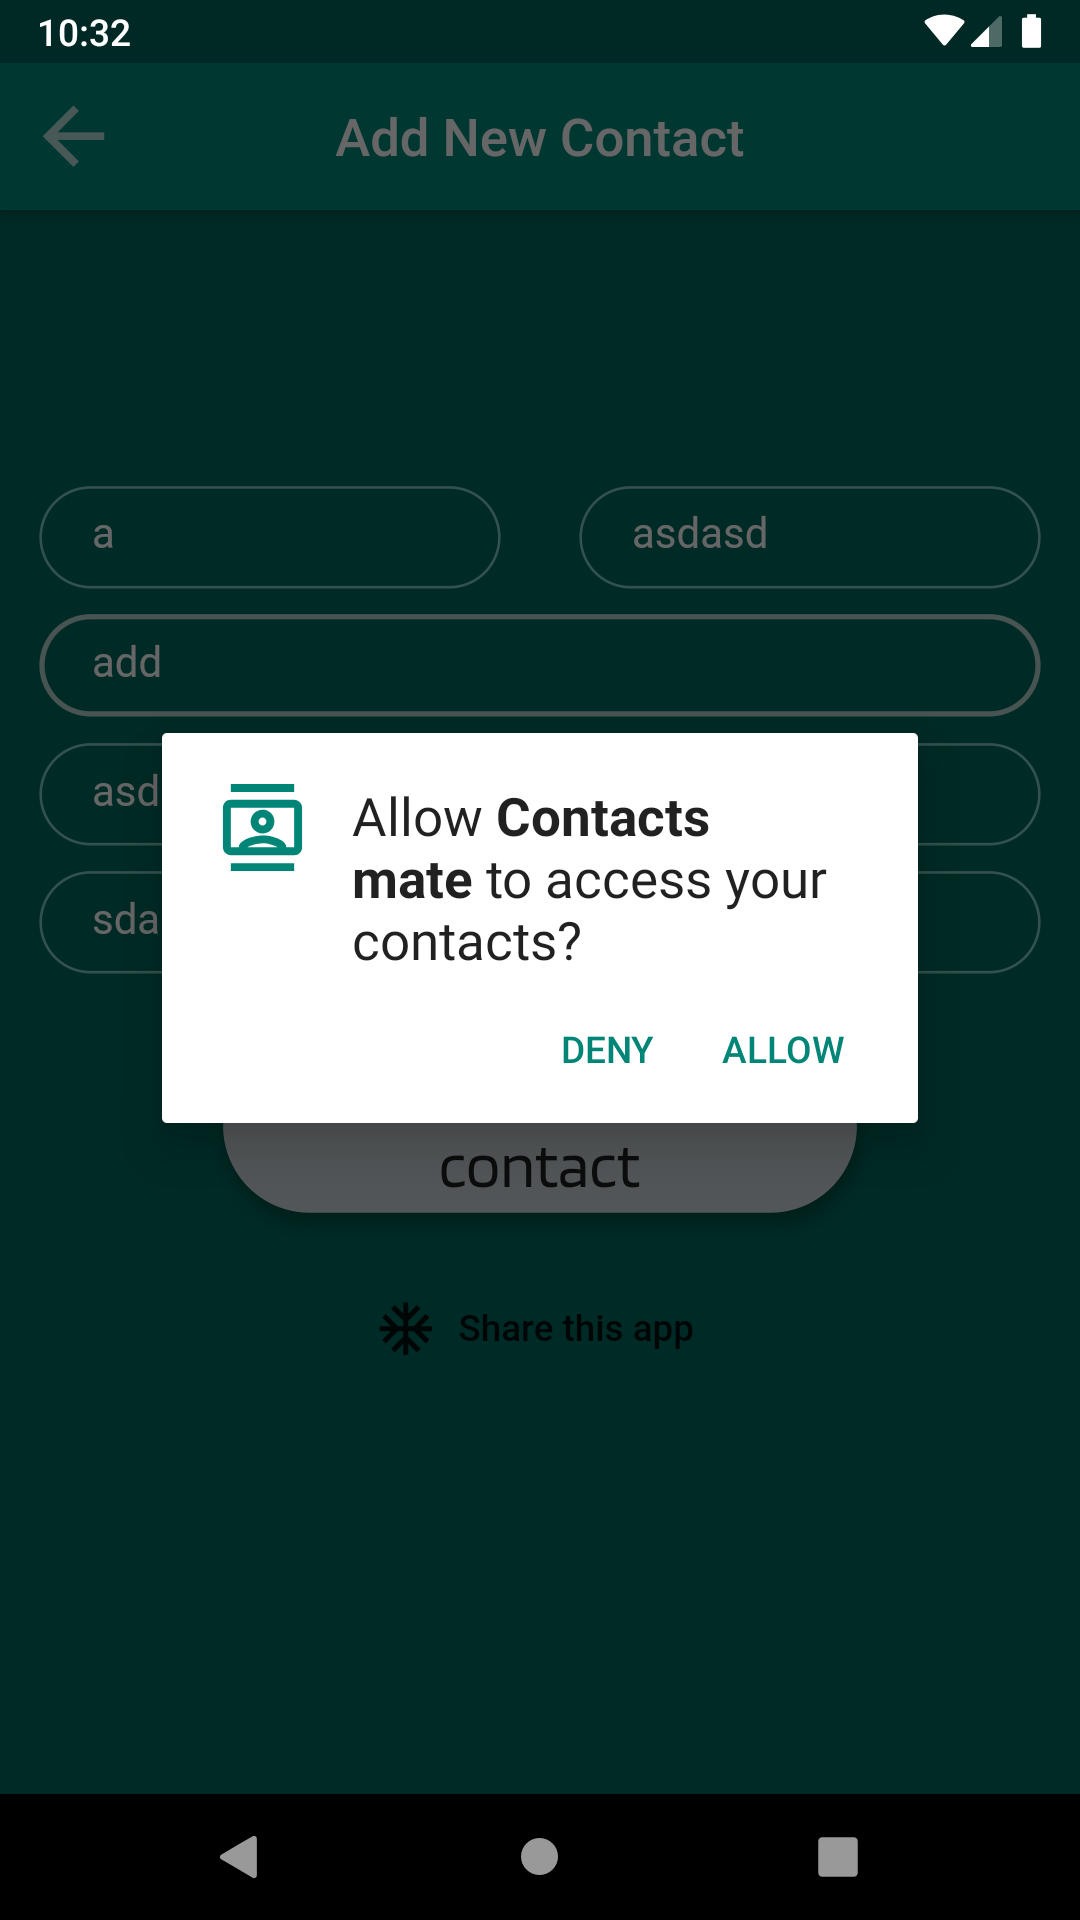 10:32
Add New Contact
a
asdasd
add
asd
sda
Allow Contacts
mate to access your
contacts?
DENY
ALLOW
contact
Share this app